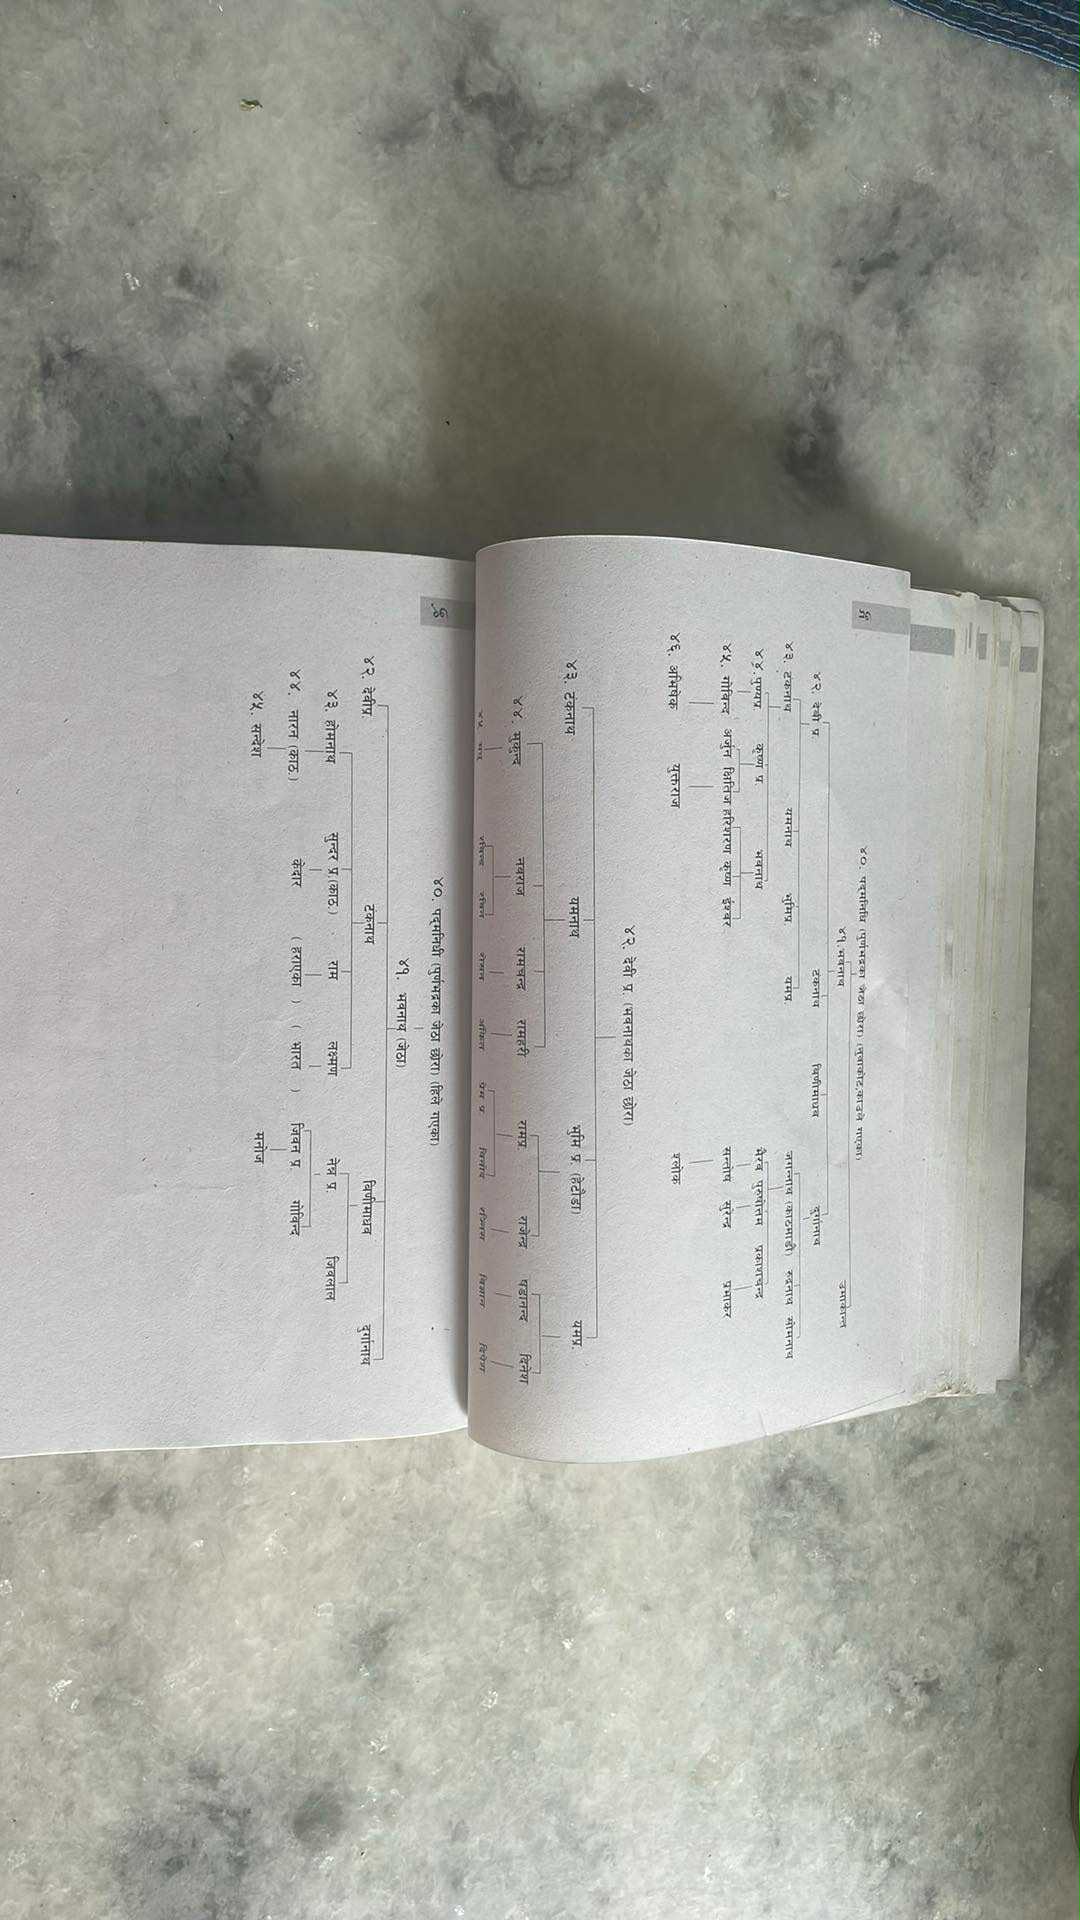 ४०. पद्मनिधि (पुर्णभद्रका जेठा छोरा) (नुवाकोट,काउले गएका)
४१.भवनाथ उमाकान्त
४२. देवी प्र. टंकनाथ विणीमाधव दुर्गानाथ
४३. टंकनाथ यमनाथ भुमिप्र. यमप्र. जगन्नाथ (काठमाडौं) रुद्रनाथ सोमनाथ
४४.पुण्यप्र. कृष्ण प्र. भवनाथ भैरव पुरुषोत्तम प्रकाशचन्द्र
४५. गोविन्द अर्जुन क्षितिज हरिशरण कृष्ण ईश्वर सन्तोष सुरेन्द्र प्रभाकर
४६. अभिषेक युक्तराज श्लोक
४२. देवी प्र. (भवनाथका जेठा छोरा)
४३. टंकनाथ यमनाथ भुमि प्र. (हेटौडा) यमप्र.
४४. मुकुन्द नवराज रामचन्द्र रामहरी रामप्र. राजेन्द्र षडानन्द दिनेश
४५. रविन्द्र रविन रोसन अंकित प्रेम प्र. विनोद विज्ञान दिपेश
४०. पद्मनिधी (पुर्णभद्रका जेठा छोरा) (हिले गएका)
४१. भवनाथ (जेठा)
४२. देवीप्र. टंकनाथ विणीमाधव दुर्गानाथ
४३. होमनाथ सुन्दर प्र.(काठ.) राम लक्ष्मण नेत्र प्र. जिवलाल
४४. नारन (काठ.) केदार ( हराएका ) ( भारत ) जिवन प्र. गोविन्द
४५. सन्देश मनोज